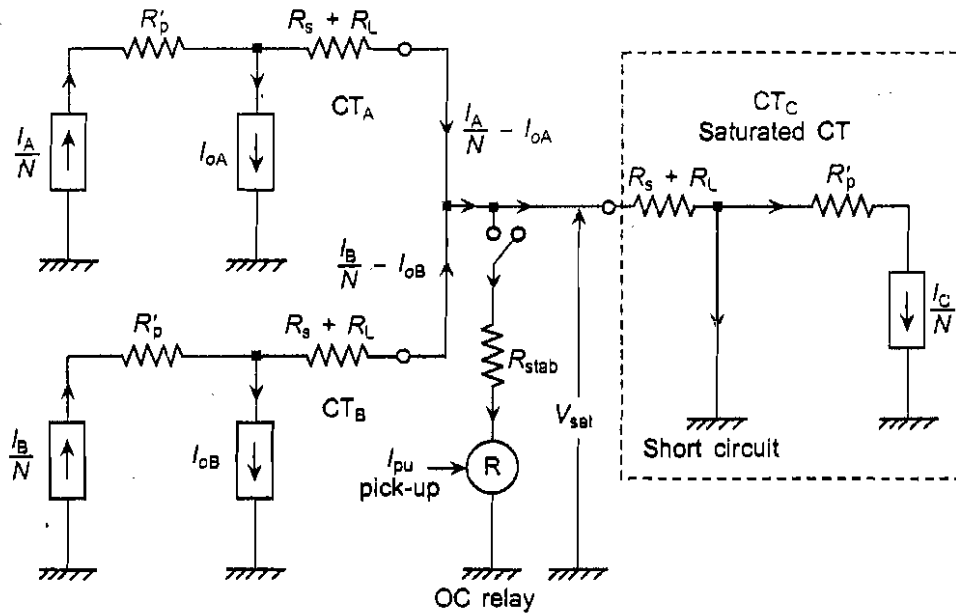 R'p
Rs + RL
CTA
IA/N
IoA
IA/N − IoA
CTC
Saturated CT
Rs + RL
R'p
IB/N − IoB
IC/N
R'p
Rs + RL
Rstab
CTB
Vsat
IB/N
IoB
Ipu
pick-up
R
Short circuit
OC relay